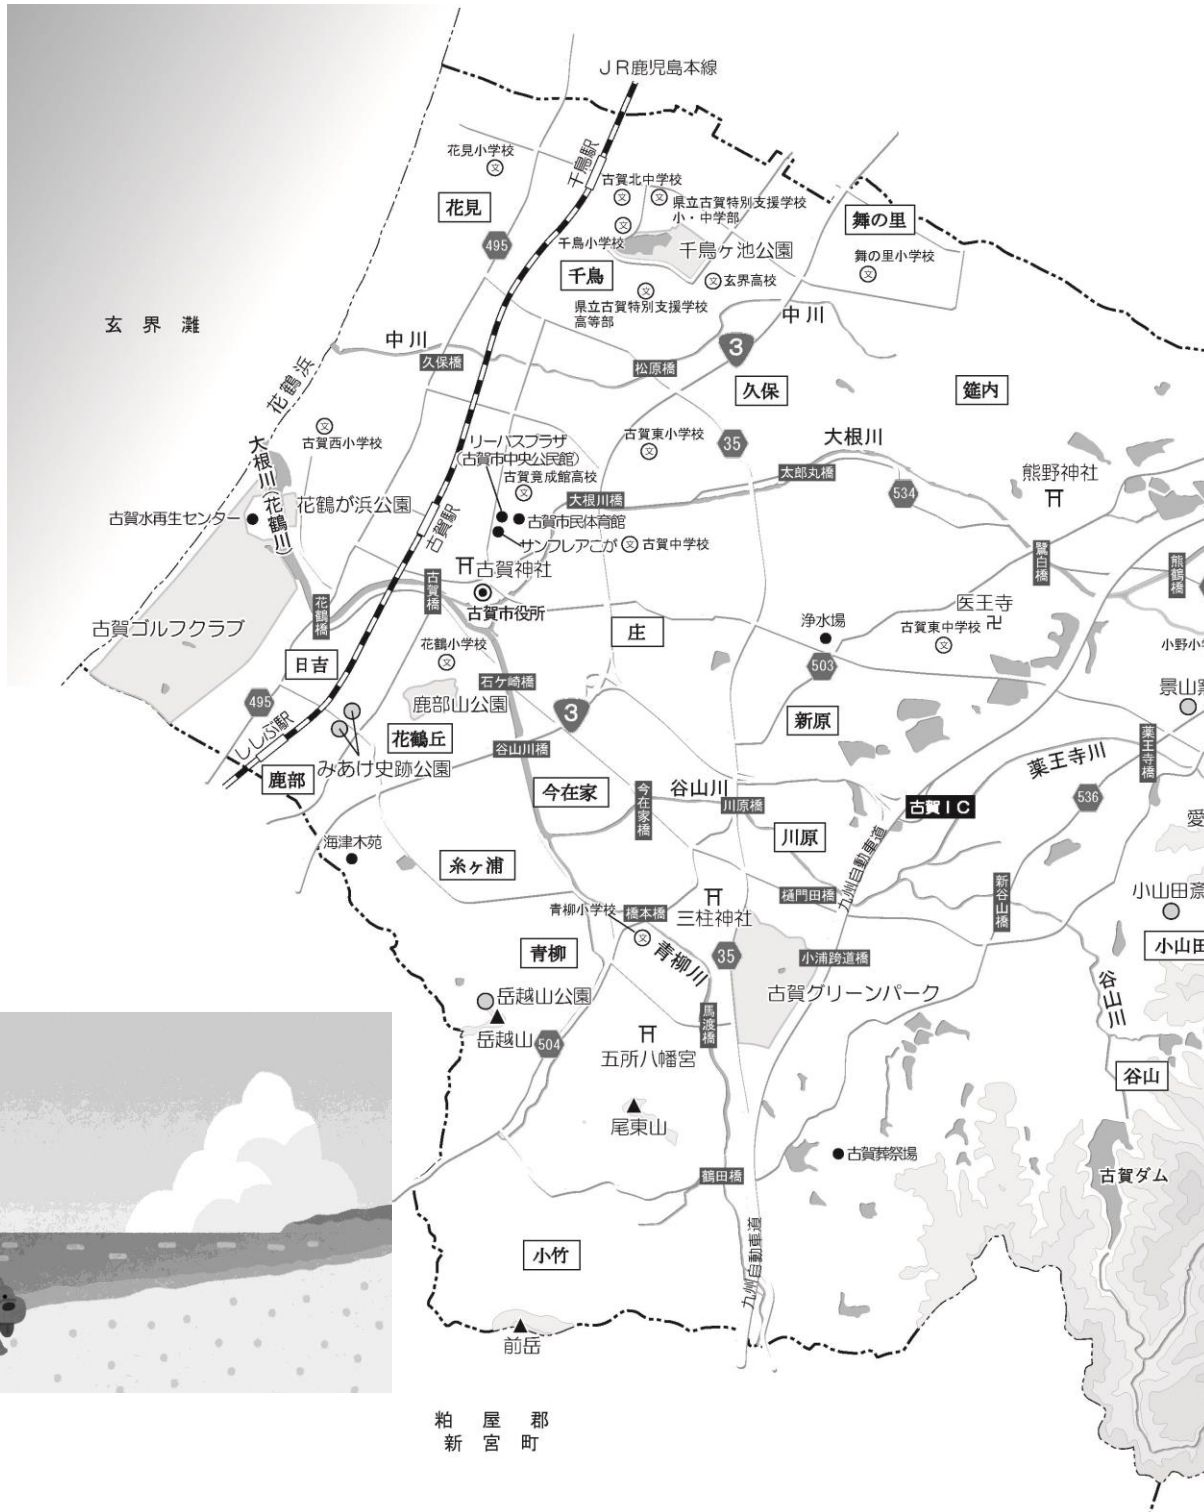 JR鹿児島本線
千鳥駅
花見小学校
古賀北中学校
県立古賀特別支援学校
小・中学部
花見
舞の里
495
千鳥小学校
千鳥ヶ池公園
舞の里小学校
千鳥
玄界高校
県立古賀特別支援学校
高等部
玄界灘
中川
中川
3
久保橋
松原橋
花鶴浜
久保
筵内
古賀西小学校
リーパスプラザ
(古賀市中央公民館)
古賀東小学校
35
大根川
太郎丸橋
熊野神社
古賀竟成館高校
大根川(花鶴川)
花鶴が浜公園
大根川橋
534
古賀水再生センター
古賀駅
古賀市民体育館
サンフレアこが
古賀中学校
鷺白橋
熊鶴橋
古賀神社
古賀橋
花鶴橋
古賀市役所
医王寺
古賀ゴルフクラブ
庄
浄水場
古賀東中学校
小野小学
花鶴小学校
日吉
503
石ケ崎橋
景山窯
495
鹿部山公園
3
新原
ししぶ駅
花鶴丘
谷山川橋
薬王寺橋
鹿部
みあけ史跡公園
薬王寺川
今在家
谷山川
今在家橋
川原橋
536
古賀IC
愛
海津木苑
川原
糸ヶ浦
九州自動車道
新谷山橋
小山田斎
三柱神社
樋門田橋
青柳小学校
橋本橋
小山田
青柳
青柳川
35
小浦跨道橋
谷山川
岳越山公園
古賀グリーンパーク
馬渡橋
岳越山
504
五所八幡宮
谷山
尾東山
古賀葬祭場
鶴田橋
古賀ダム
九州自動車道
小竹
前岳
粕屋郡
新宮町